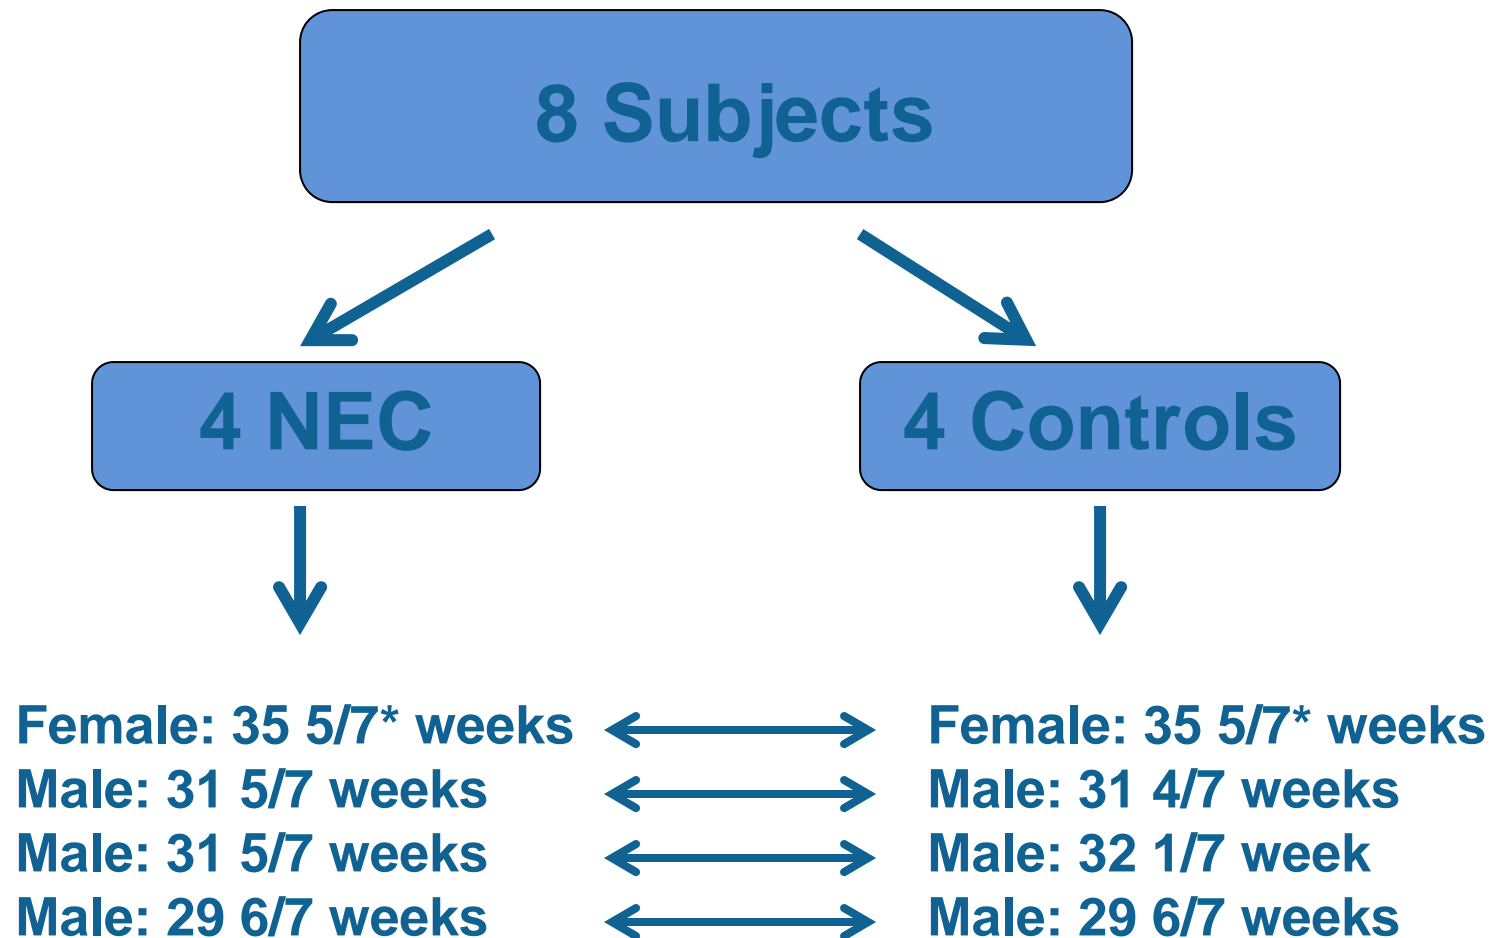 8 Subjects
4 NEC
4 Controls
Female: 35 5/7* weeks
Male: 31 5/7 weeks
Male: 31 5/7 weeks
Male: 29 6/7 weeks
Female: 35 5/7* weeks
Male: 31 4/7 weeks
Male: 32 1/7 week
Male: 29 6/7 weeks